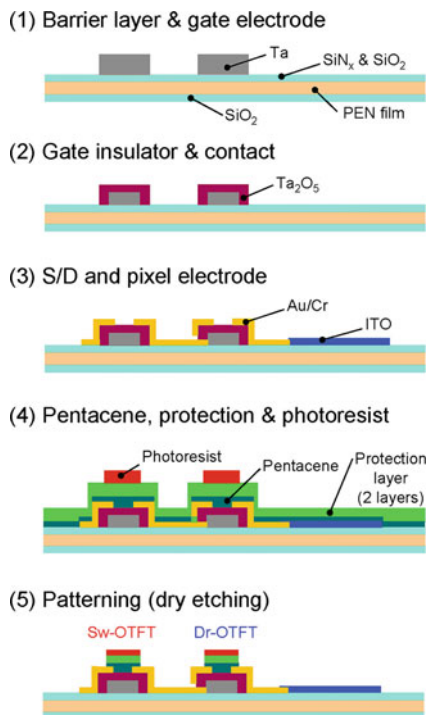 (1) Barrier layer & gate electrode
Ta
SiNx & SiO2
SiO2
PEN film
(2) Gate insulator & contact
Ta2O5
(3) S/D and pixel electrode
Au/Cr
ITO
(4) Pentacene, protection & photoresist
Photoresist
Pentacene
Protection
layer
(2 layers)
(5) Patterning (dry etching)
Sw-OTFT Dr-OTFT